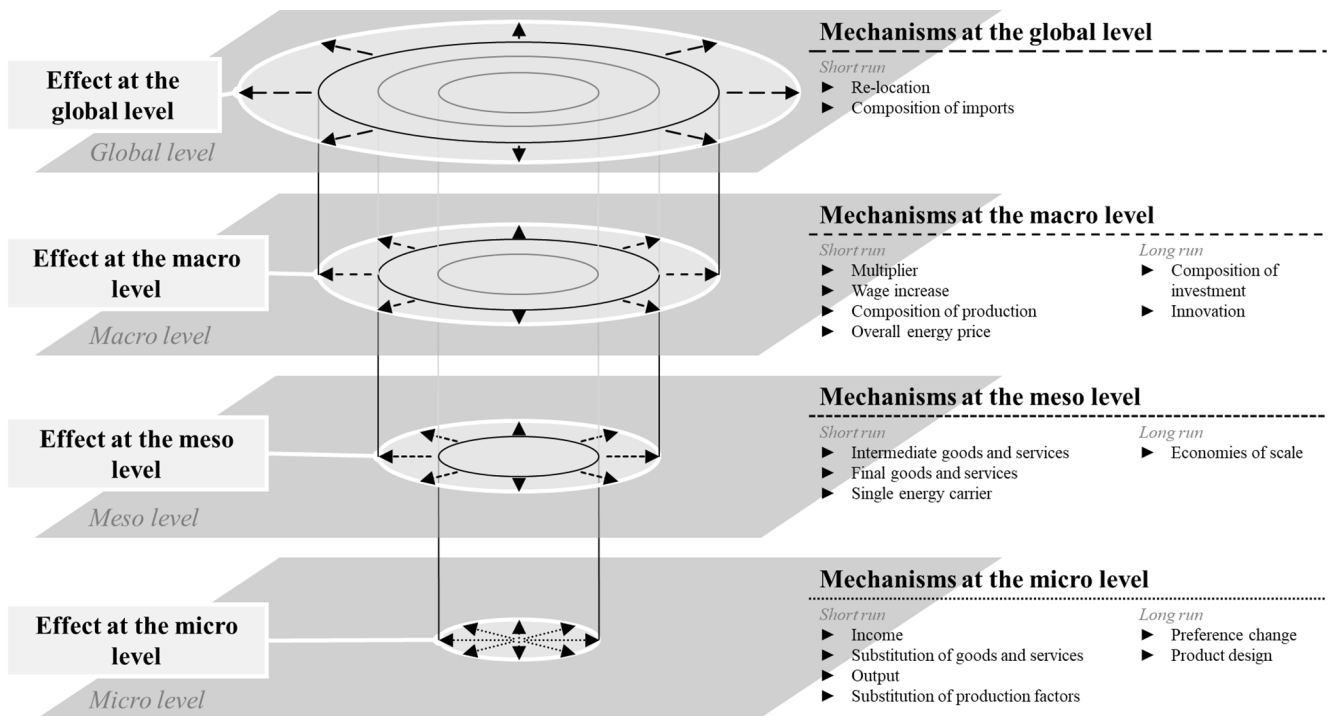 Effect at the
global level
Global level
Mechanisms at the global level
Short run
► Re-location
► Composition of imports
Effect at the macro
level
Macro level
Mechanisms at the macro level
Short run
► Multiplier
► Wage increase
► Composition of production
► Overall energy price
Long run
► Composition of
investment
► Innovation
Effect at the meso
level
Meso level
Mechanisms at the meso level
Short run
► Intermediate goods and services
► Final goods and services
► Single energy carrier
Long run
► Economies of scale
Effect at the micro
level
Micro level
Mechanisms at the micro level
Short run
► Income
► Substitution of goods and services
► Output
► Substitution of production factors
Long run
► Preference change
► Product design